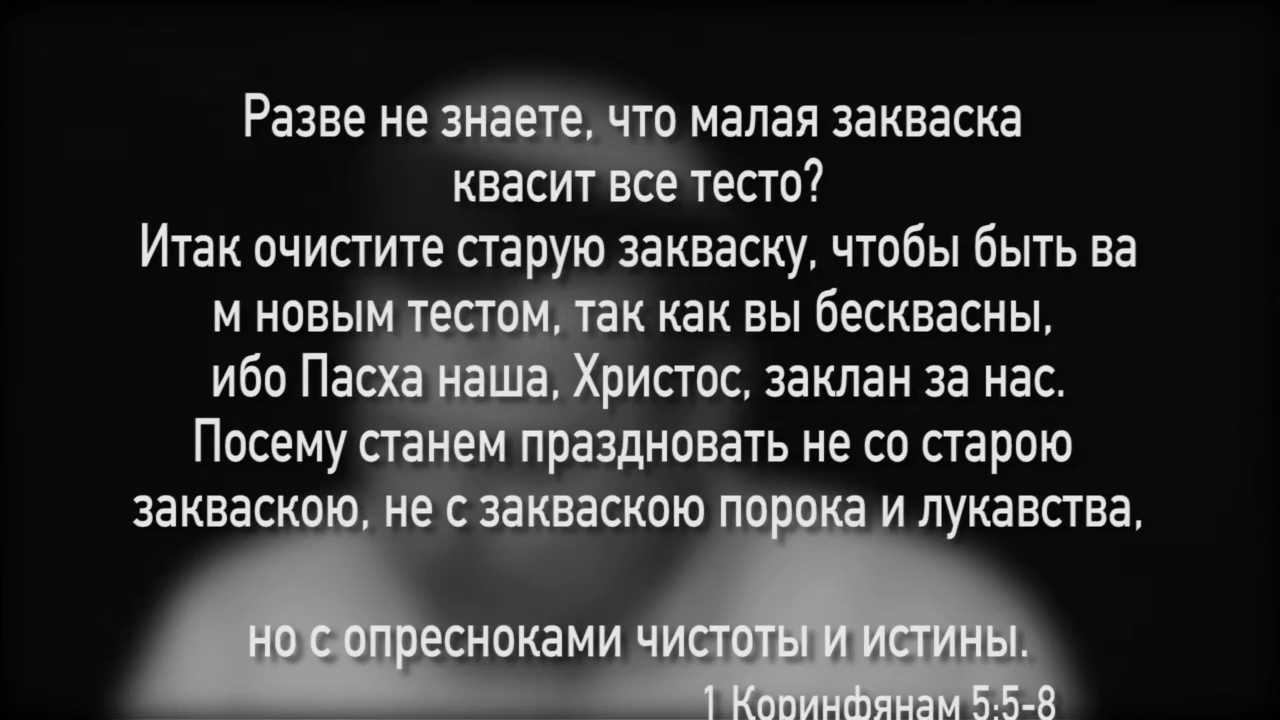 Разве не знаете, что малая закваска
квасит все тесто?
Итак очистите старую закваску, чтобы быть ва
м новым тестом, так как вы бесквасны,
ибо Пасха наша, Христос, заклан за нас.
Посему станем праздновать не со старою
закваскою, не с закваскою порока и лукавства,
но с опресноками чистоты и истины.
1 Коринфянам 5:5-8